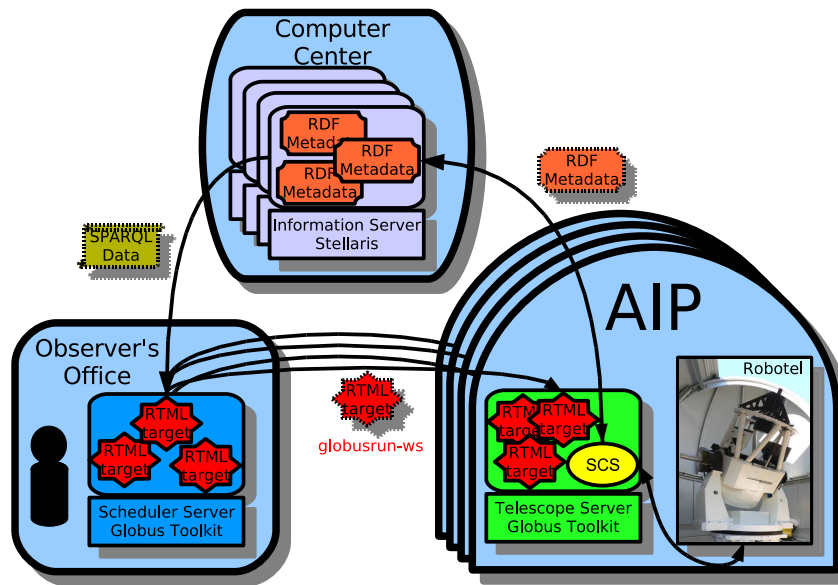 Computer
Center
RDF
Metadata
RDF
Metadata
RDF
Metadata
Information Server
Stellaris
RDF
Metadata
SPARQL
Data
AIP
Observer's
Office
RTML
target
RTML
target
RTML
target
Scheduler Server
Globus Toolkit
RTML
target
globusrun-ws
RTML
target
RTML
target
RTML
target
SCS
Telescope Server
Globus Toolkit
Robotel